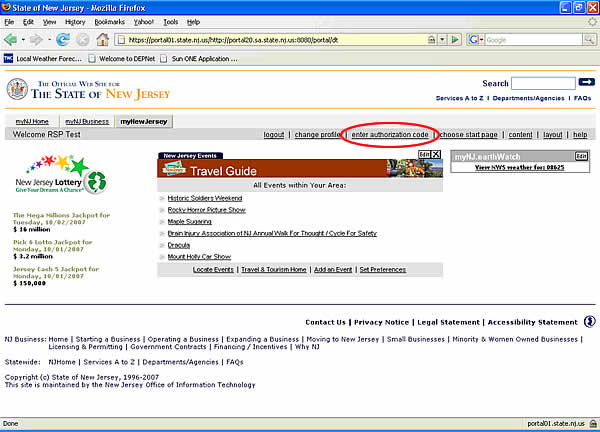 State of New Jersey - Mozilla Firefox
File Edit View History Bookmarks Yahoo! Tools Help
https://portal01.state.nj.us/http://portal20.sa.state.nj.us:8080/portal/dt
Google
Local Weather Forec... Welcome to DEPNet Sun ONE Application ...
THE OFFICIAL WEB SITE FOR
THE STATE OF NEW JERSEY
Search
Services A to Z | Departments/Agencies | FAQs
myNJ Home myNJ Business myNewJersey
Welcome RSP Test
logout | change profile | enter authorization code | choose start page | content | layout | help
New Jersey Lottery
Give Your Dreams A Chance
The Mega Millions Jackpot for
Tuesday, 10/02/2007
$ 16 million
Pick 6 Lotto Jackpot for
Monday, 10/01/2007
$ 3.2 million
Jersey Cash 5 Jackpot for
Monday, 10/01/2007
$ 150,000
New Jersey Events
Edit
Travel Guide
All Events within Your Area:
Historic Soldiers Weekend
Rocky Horror Picture Show
Maple Sugaring
Brain Injury Association of NJ Annual Walk For Thought / Cycle For Safety
Dracula
Mount Holly Car Show
Locate Events | Travel & Tourism Home | Add an Event | Set Preferences
myNJ.earthWatch
Edit
View NWS weather for: 08625
Contact Us | Privacy Notice | Legal Statement | Accessibility Statement
NJ Business: Home | Starting a Business | Operating a Business | Expanding a Business | Moving to New Jersey | Small Businesses | Minority & Women Owned Businesses |
Licensing & Permitting | Government Contracts | Financing / Incentives | Why NJ
Statewide: NJHome | Services A to Z | Departments/Agencies | FAQs
Copyright (c) State of New Jersey, 1996-2007
This site is maintained by the New Jersey Office of Information Technology
Done
portal01.state.nj.us